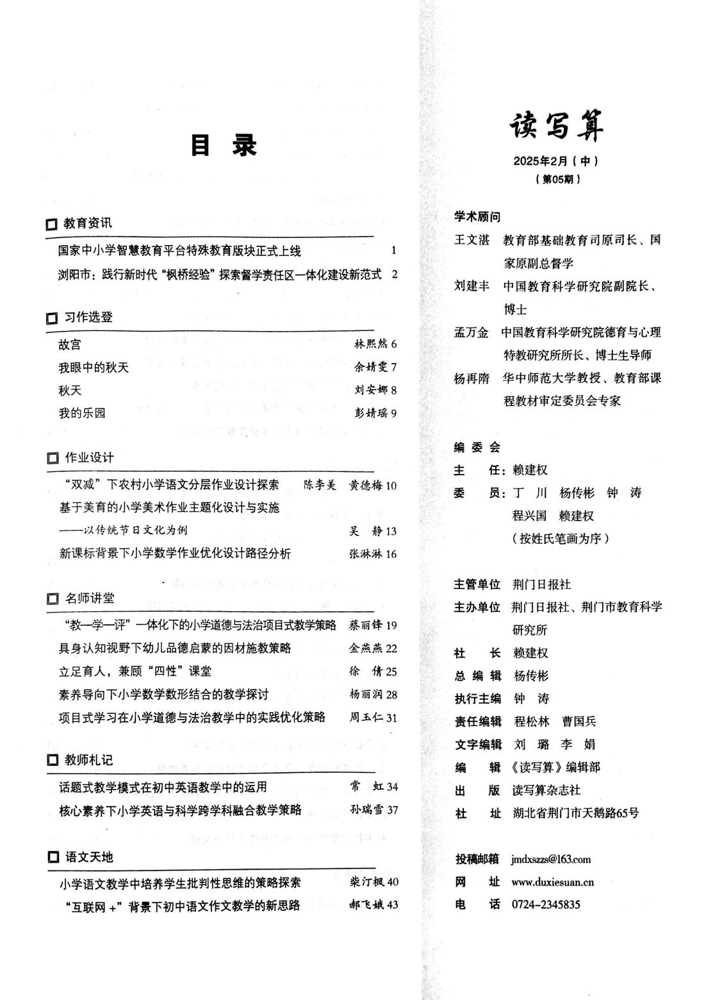 目 录
□ 教育资讯
国家中小学智慧教育平台特殊教育版块正式上线 1
浏阳市：践行新时代“枫桥经验”探索督学责任区一体化建设新范式 2
□ 习作选登
故宫 林熙然 6
我眼中的秋天 余婧雯 7
秋天 刘安娜 8
我的乐园 彭婧瑶 9
□ 作业设计
“双减”下农村小学语文分层作业设计探索 陈李美 黄德梅 10
基于美育的小学美术作业主题化设计与实施
——以传统节日文化为例 吴 静 13
新课标背景下小学数学作业优化设计路径分析 张淋淋 16
□ 名师讲堂
“教—学—评”一体化下的小学道德与法治项目式教学策略 蔡丽锋 19
具身认知视野下幼儿品德启蒙的因材施教策略 金燕燕 22
立足育人，兼顾“四性”课堂 徐 倩 25
素养导向下小学数学数形结合的教学探讨 杨丽润 28
项目式学习在小学道德与法治教学中的实践优化策略 周玉仁 31
□ 教师札记
话题式教学模式在初中英语教学中的运用 常 虹 34
核心素养下小学英语与科学跨学科融合教学策略 孙瑞雪 37
□ 语文天地
小学语文教学中培养学生批判性思维的策略探索 柴汀枫 40
“互联网 +”背景下初中语文作文教学的新思路 郝飞娥 43
读写算
2025年2月（中）
（第05期）
学术顾问
王文湛 教育部基础教育司原司长、国
家原副总督学
刘建丰 中国教育科学研究院副院长、
博士
孟万金 中国教育科学研究院德育与心理
特教研究所所长、博士生导师
杨再隋 华中师范大学教授、教育部课
程教材审定委员会专家
编 委 会
主 任：赖建权
委 员：丁 川 杨传彬 钟 涛
程兴国 赖建权
（按姓氏笔画为序）
主管单位 荆门日报社
主办单位 荆门日报社、荆门市教育科学
研究所
社 长 赖建权
总 编 辑 杨传彬
执行主编 钟 涛
责任编辑 程松林 曹国兵
文字编辑 刘 璐 李 娟
编 辑 《读写算》编辑部
出 版 读写算杂志社
社 址 湖北省荆门市天鹅路65号
投稿邮箱 jmdxszzs@163.com
网 址 www.duxiesuan.cn
电 话 0724-2345835